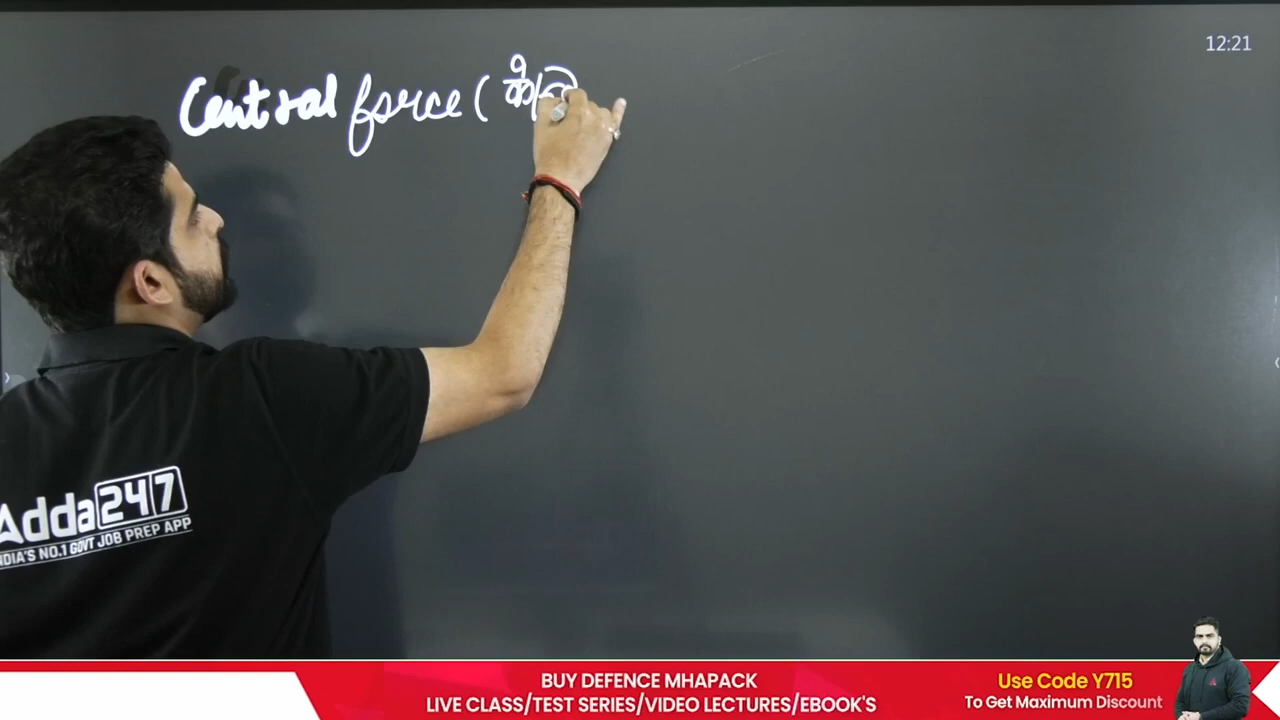 12:21
Central force (
Adda247
INDIA'S NO.1 GOVT JOB PREP APP
BUY DEFENCE MHAPACK
LIVE CLASS/TEST SERIES/VIDEO LECTURES/EBOOK'S
Use Code Y715
To Get Maximum Discount